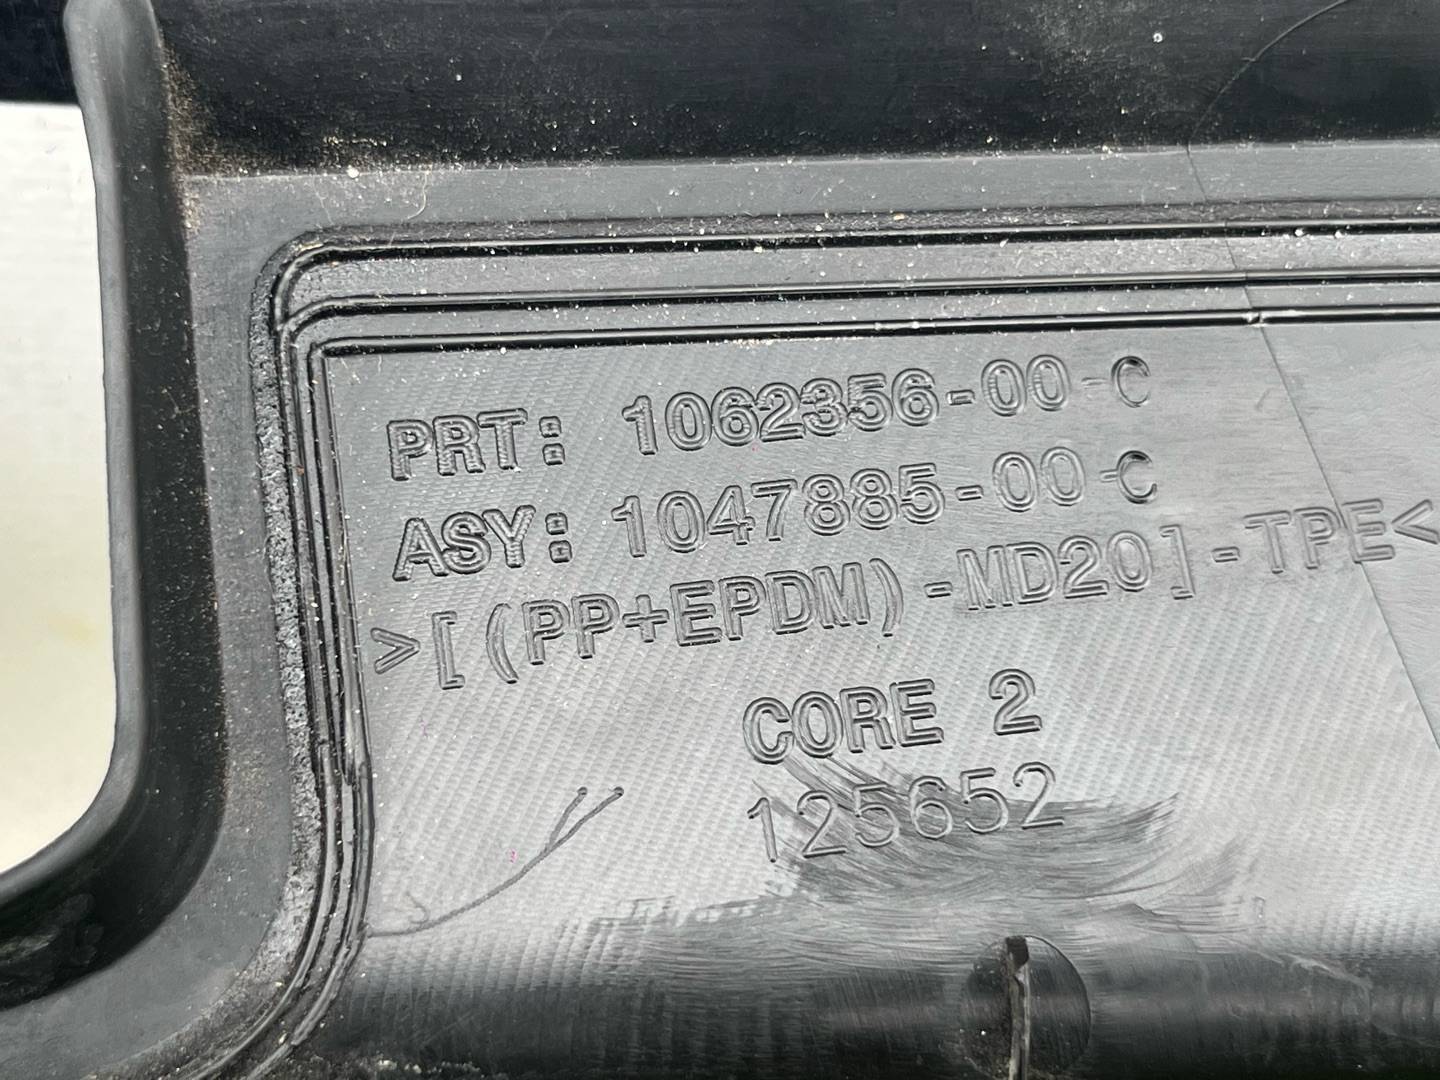 PRT: 1062356-00-C
ASY: 1047885-00-C
>[(PP+EPDM)-MD20]-TPE<
CORE 2
125652